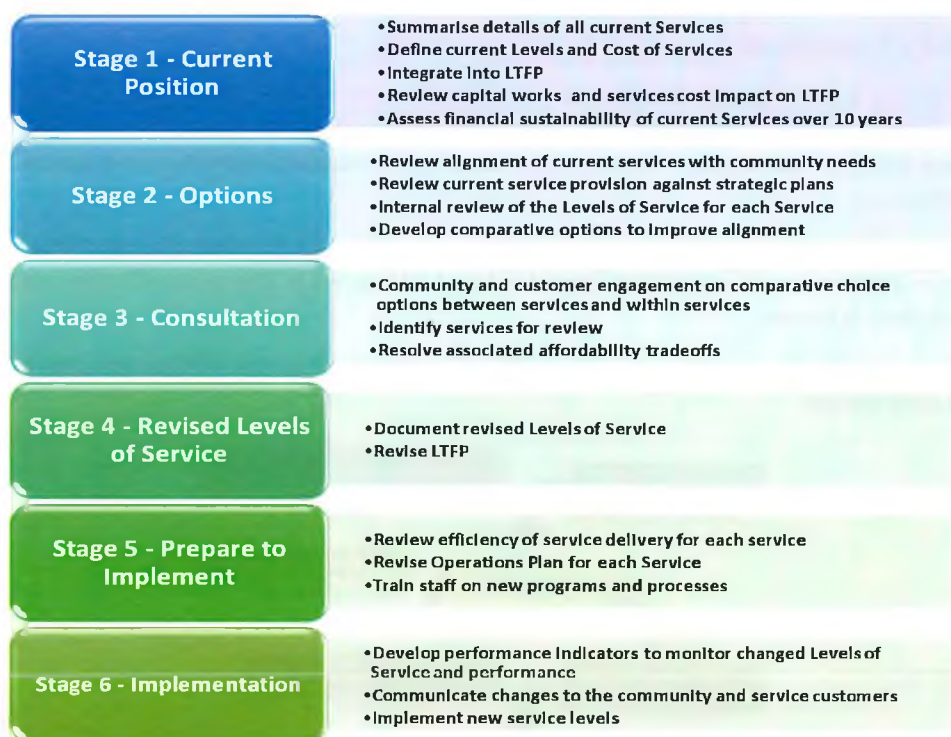 Stage 1 - Current
Position
•Summarise details of all current Services
•Define current Levels and Cost of Services
•Integrate into LTFP
•Review capital works and services cost impact on LTFP
•Assess financial sustainability of current Services over 10 years
Stage 2 - Options
•Review alignment of current services with community needs
•Review current service provision against strategic plans
•Internal review of the Levels of Service for each Service
•Develop comparative options to improve alignment
Stage 3 - Consultation
•Community and customer engagement on comparative choice
options between services and within services
•Identify services for review
•Resolve associated affordability tradeoffs
Stage 4 - Revised Levels
of Service
•Document revised Levels of Service
•Revise LTFP
Stage 5 - Prepare to
Implement
•Review efficiency of service delivery for each service
•Revise Operations Plan for each Service
•Train staff on new programs and processes
Stage 6 - Implementation
•Develop performance indicators to monitor changed Levels of
Service and performance
•Communicate changes to the community and service customers
•Implement new service levels